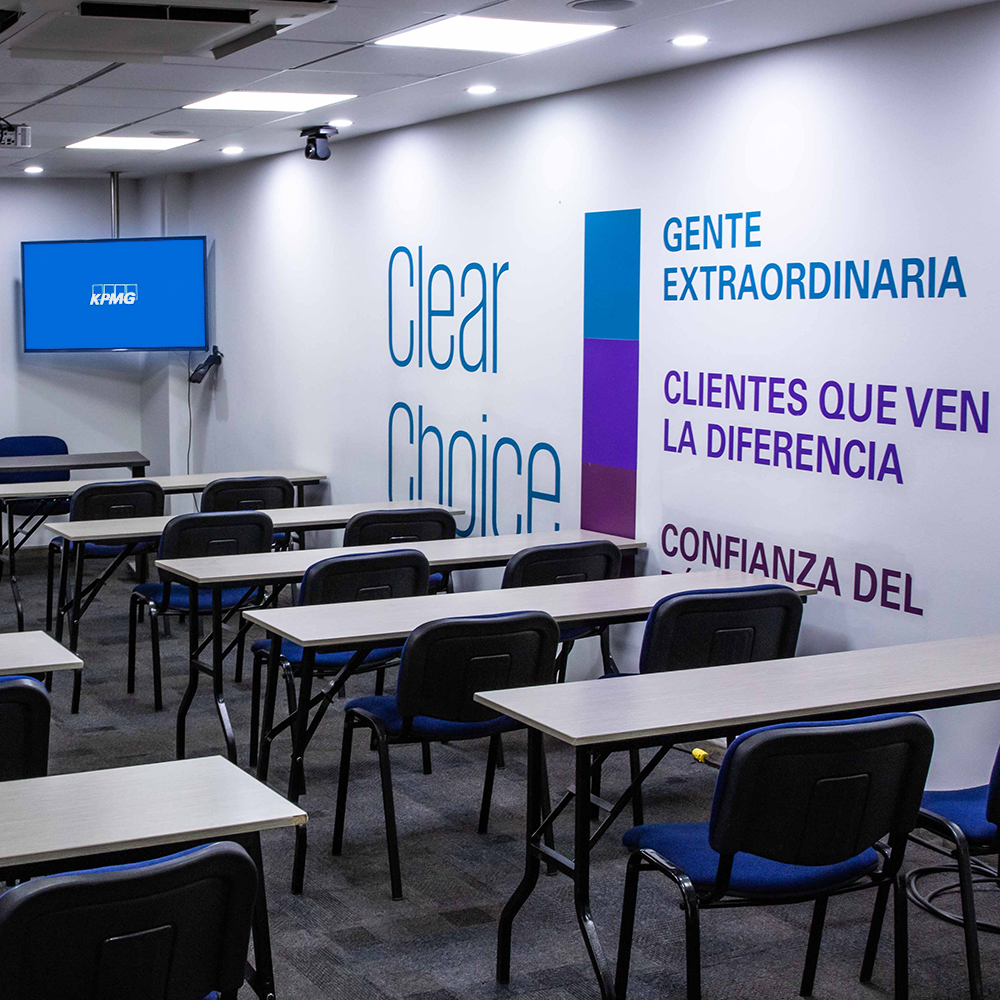 KPMG
Clear
Choice
GENTE
EXTRAORDINARIA
CLIENTES QUE VEN
LA DIFERENCIA
CONFIANZA DEL